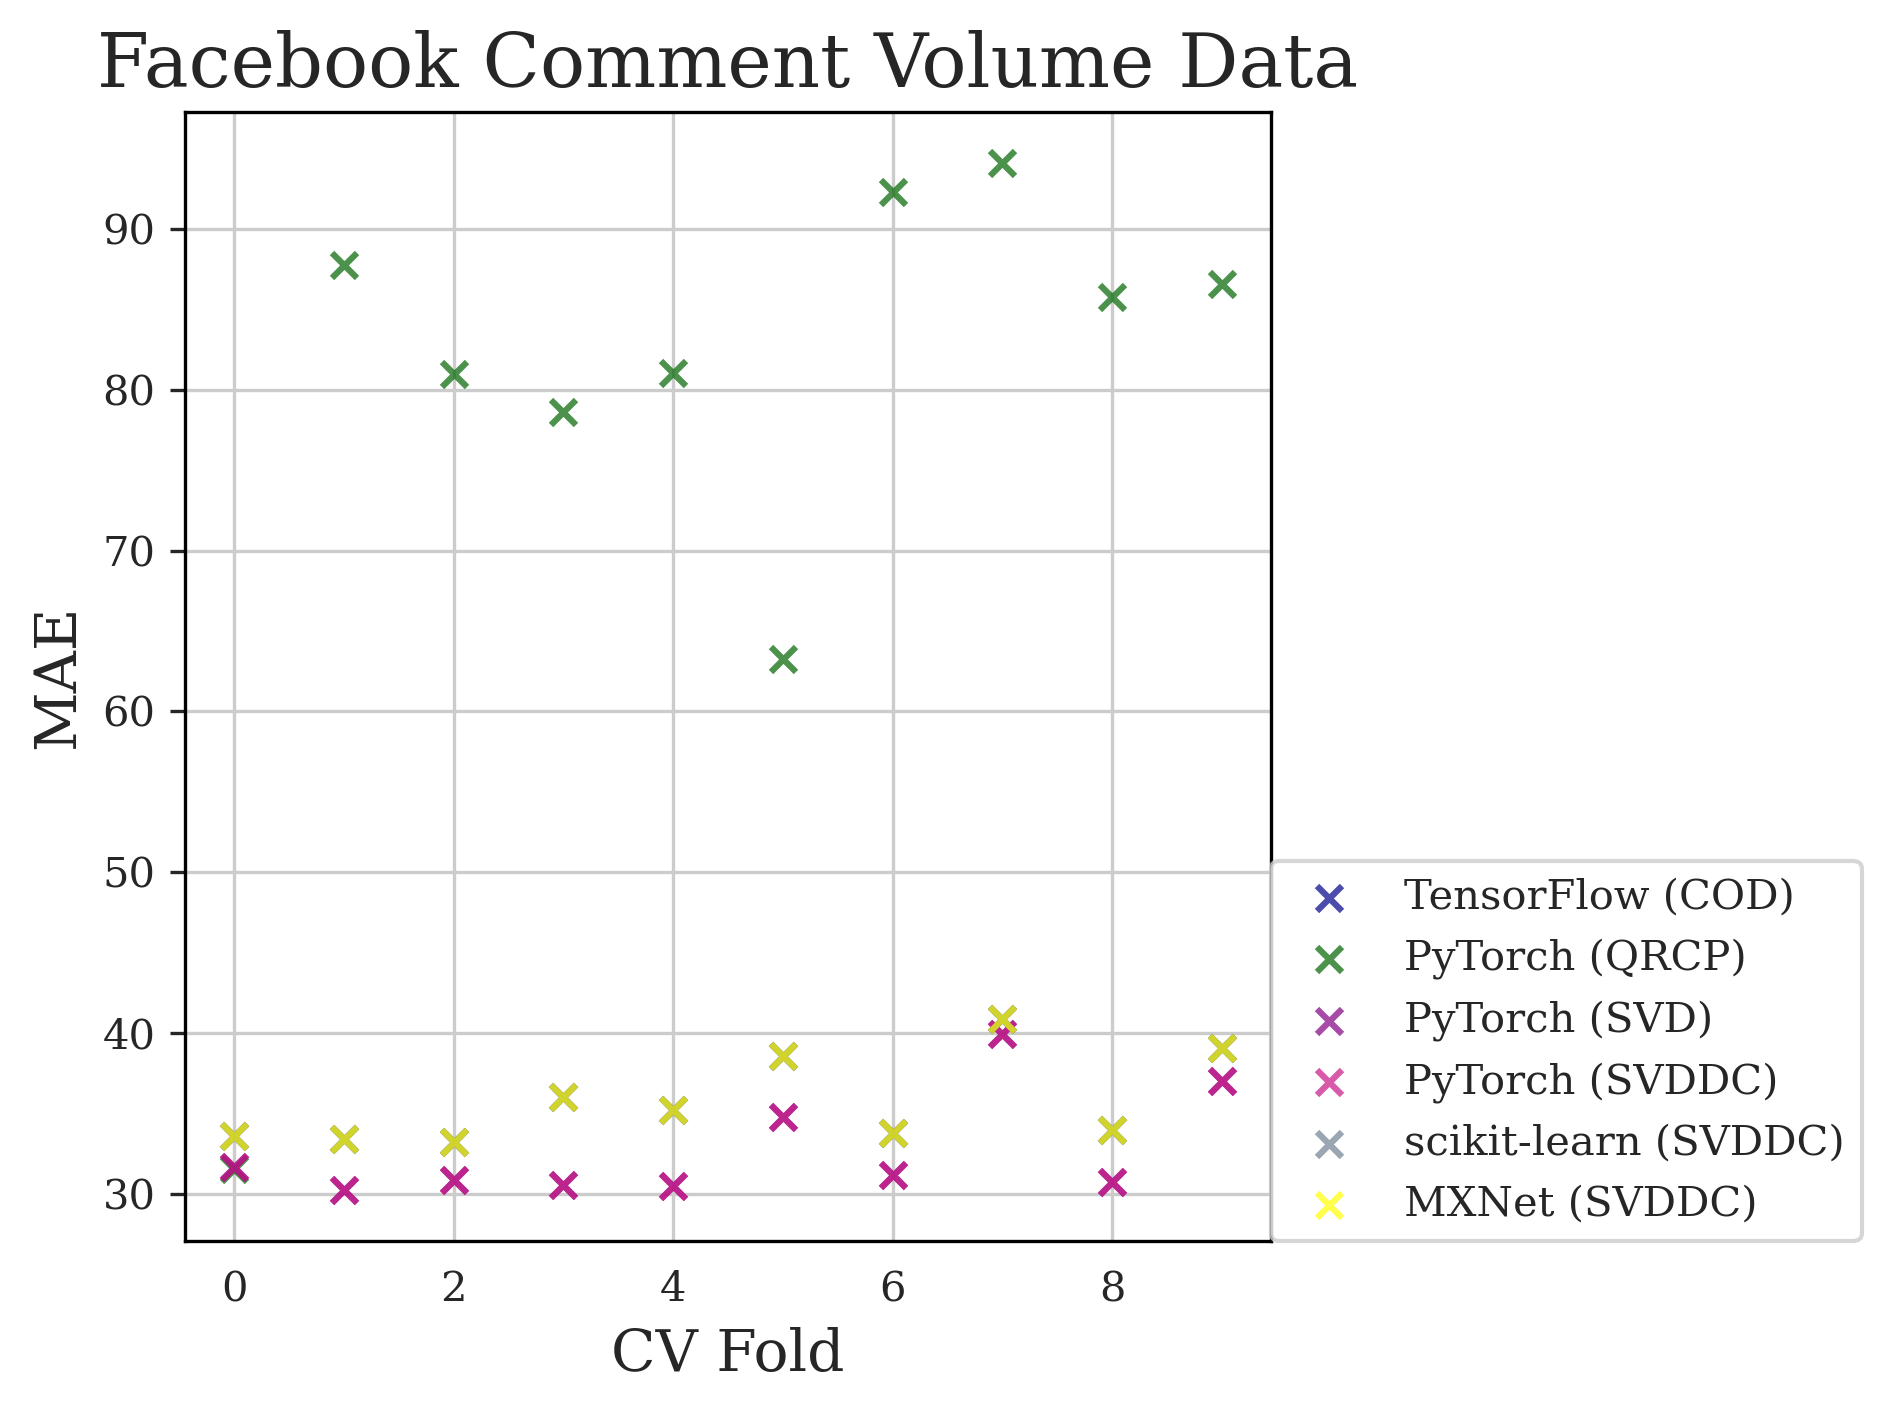 Facebook Comment Volume Data
MAE
90
80
70
60
50
40
30
0 2 4 6 8
CV Fold
TensorFlow (COD)
PyTorch (QRCP)
PyTorch (SVD)
PyTorch (SVDDC)
scikit-learn (SVDDC)
MXNet (SVDDC)